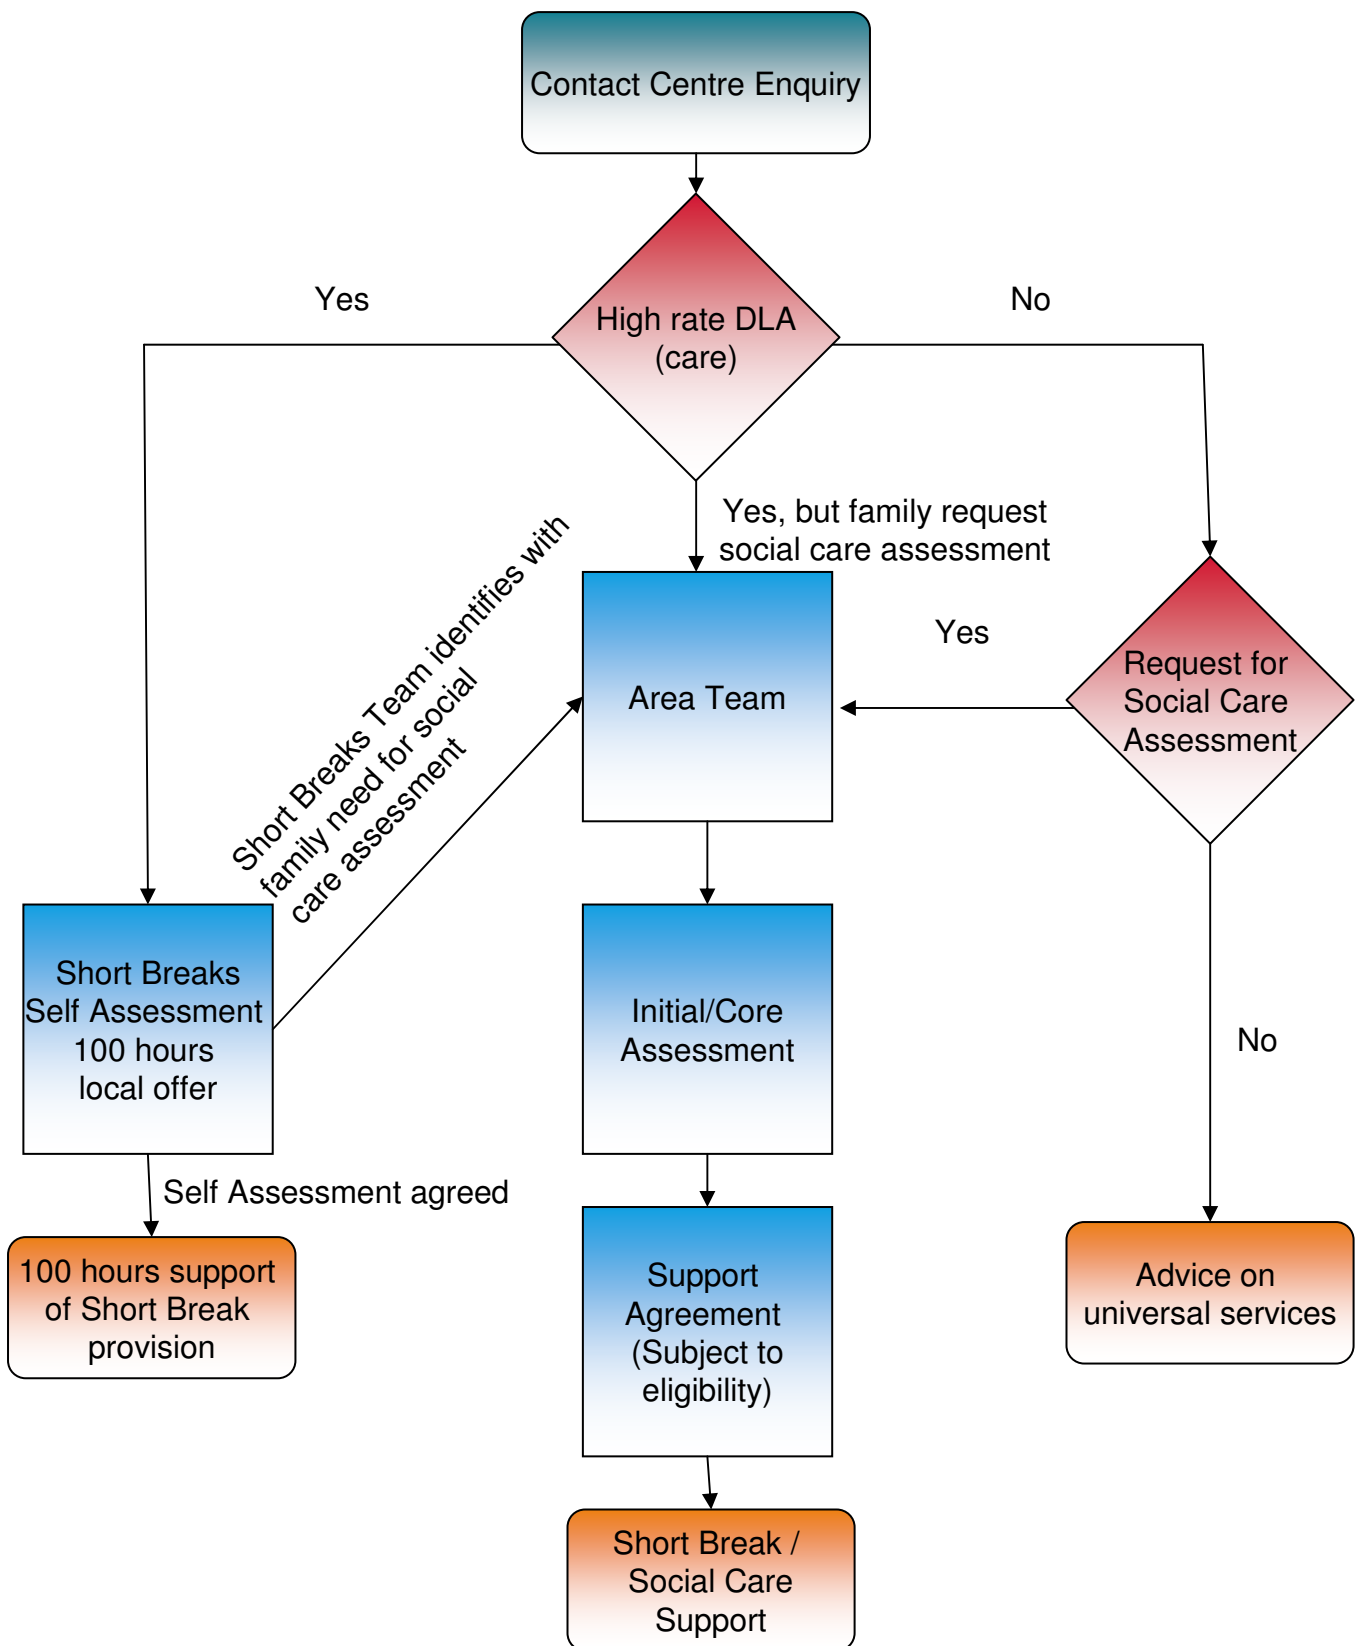 Contact Centre Enquiry
Yes
High rate DLA
(care)
No
Yes, but family request
social care assessment
Short Breaks Team identifies with
family need for social
care assessment
Area Team
Yes
Request for
Social Care
Assessment
Short Breaks
Self Assessment
100 hours
local offer
Initial/Core
Assessment
No
Self Assessment agreed
100 hours support
of Short Break
provision
Support
Agreement
(Subject to
eligibility)
Advice on
universal services
Short Break /
Social Care
Support